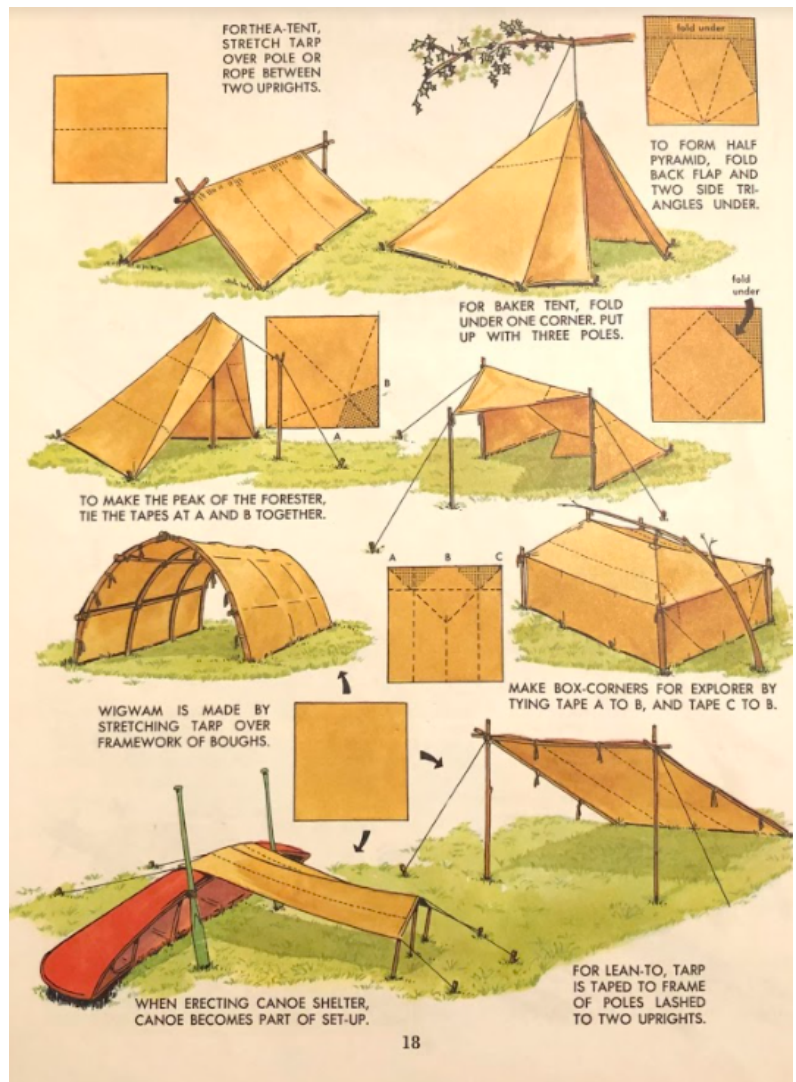 FOR THE A-TENT,
STRETCH TARP
OVER POLE OR
ROPE BETWEEN
TWO UPRIGHTS.
fold under
TO FORM HALF
PYRAMID, FOLD
BACK FLAP AND
TWO SIDE TRI-
ANGLES UNDER.
FOR BAKER TENT, FOLD
UNDER ONE CORNER. PUT
UP WITH THREE POLES.
fold
under
B
A
TO MAKE THE PEAK OF THE FORESTER,
TIE THE TAPES AT A AND B TOGETHER.
A B C
MAKE BOX-CORNERS FOR EXPLORER BY
TYING TAPE A TO B, AND TAPE C TO B.
WIGWAM IS MADE BY
STRETCHING TARP OVER
FRAMEWORK OF BOUGHS.
WHEN ERECTING CANOE SHELTER,
CANOE BECOMES PART OF SET-UP.
FOR LEAN-TO, TARP
IS TAPED TO FRAME
OF POLES LASHED
TO TWO UPRIGHTS.
18